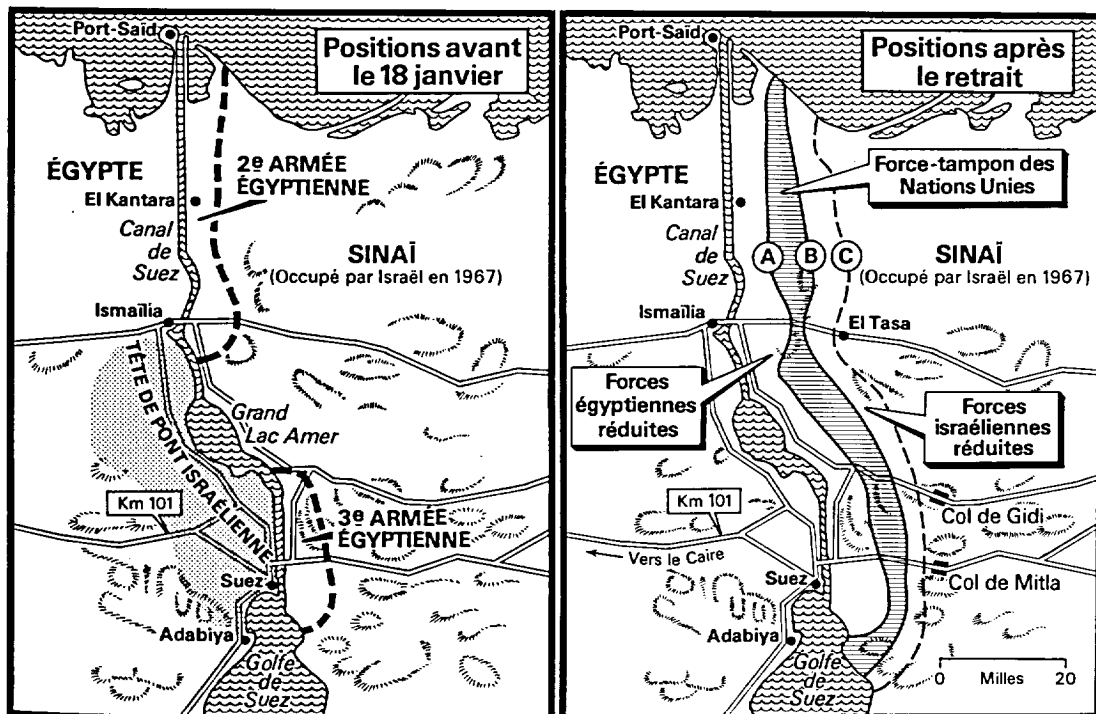 Port-Saïd
Positions avant
le 18 janvier
ÉGYPTE
2e ARMÉE
ÉGYPTIENNE
El Kantara
Canal
de
Suez
SINAÏ
(Occupé par Israël en 1967)
Ismaïlia
TÊTE DE PONT ISRAÉLIENNE
Grand
Lac Amer
Km 101
3e ARMÉE
ÉGYPTIENNE
Suez
Adabiya
Golfe
de
Suez
Port-Saïd
Positions après
le retrait
ÉGYPTE
Force-tampon des
Nations Unies
El Kantara
Canal
de
Suez
A
B
C
SINAÏ
(Occupé par Israël en 1967)
Ismaïlia
El Tasa
Forces
égyptiennes
réduites
Forces
israéliennes
réduites
Km 101
Col de Gidi
Vers le Caire
Suez
Col de Mitla
Adabiya
Golfe
de
Suez
0 Milles 20